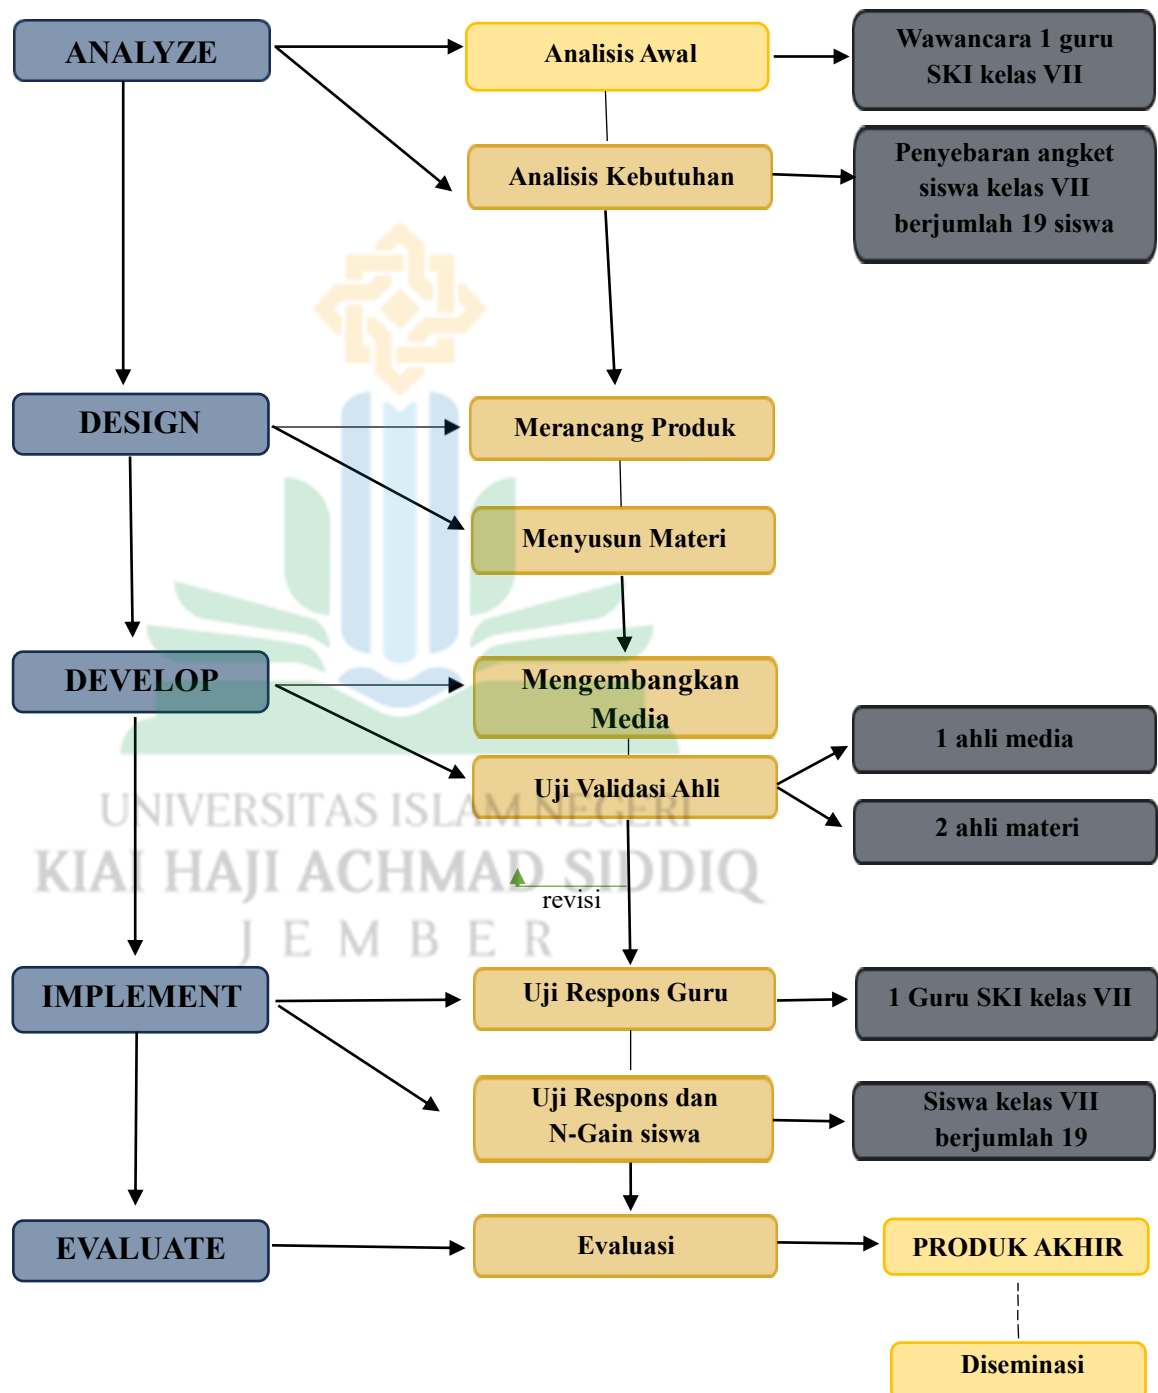 ANALYZE
Analisis Awal
Wawancara 1 guru
SKI kelas VII
Analisis Kebutuhan
Penyebaran angket
siswa kelas VII
berjumlah 19 siswa
DESIGN
Merancang Produk
Menyusun Materi
DEVELOP
Mengembangkan
Media
Uji Validasi Ahli
1 ahli media
2 ahli materi
UNIVERSITAS ISLAM NEGERI
KIAI HAJI ACHMAD SIDDIQ
JEMBER
revisi
IMPLEMENT
Uji Respons Guru
1 Guru SKI kelas VII
Uji Respons dan
N-Gain siswa
Siswa kelas VII
berjumlah 19
EVALUATE
Evaluasi
PRODUK AKHIR
Diseminasi